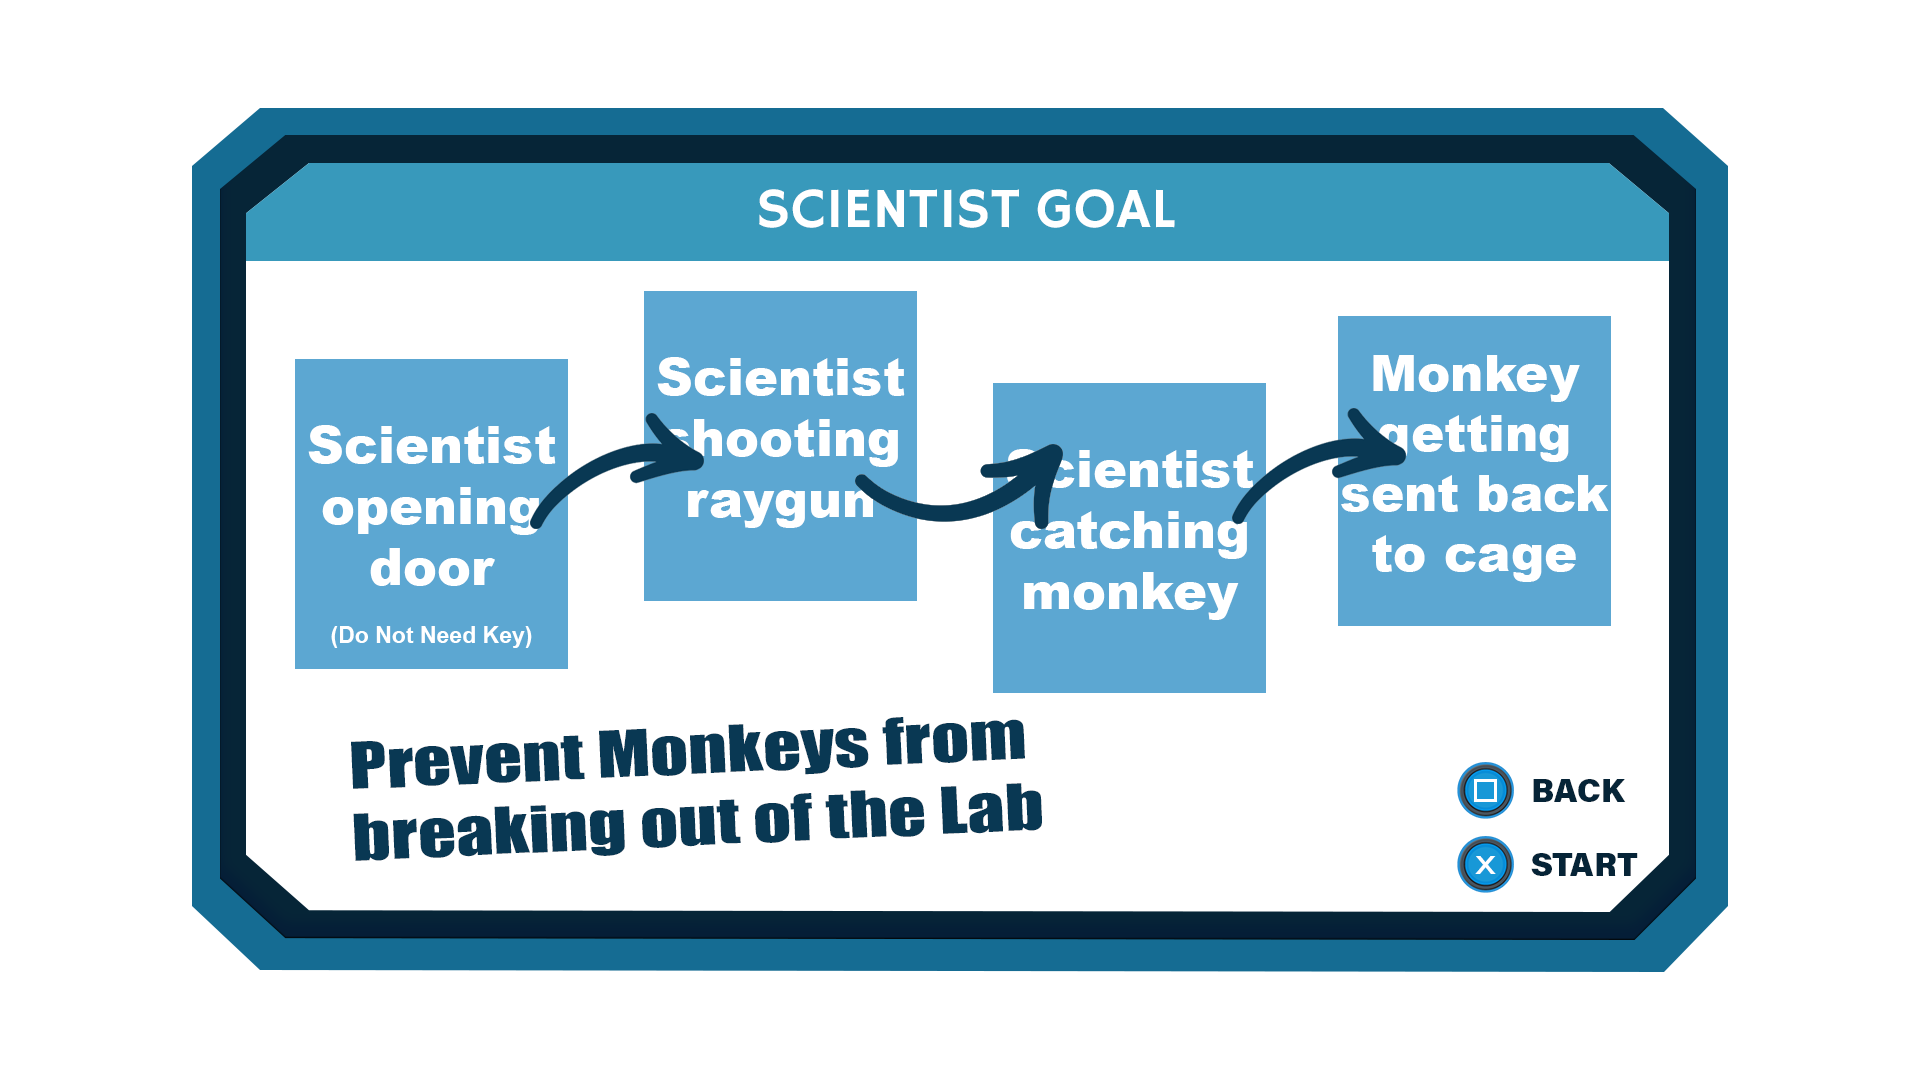 SCIENTIST GOAL
Scientist
opening
door
(Do Not Need Key)
Scientist
shooting
raygun
Scientist
catching
monkey
Monkey
getting
sent back
to cage
Prevent Monkeys from
breaking out of the Lab
BACK
X START